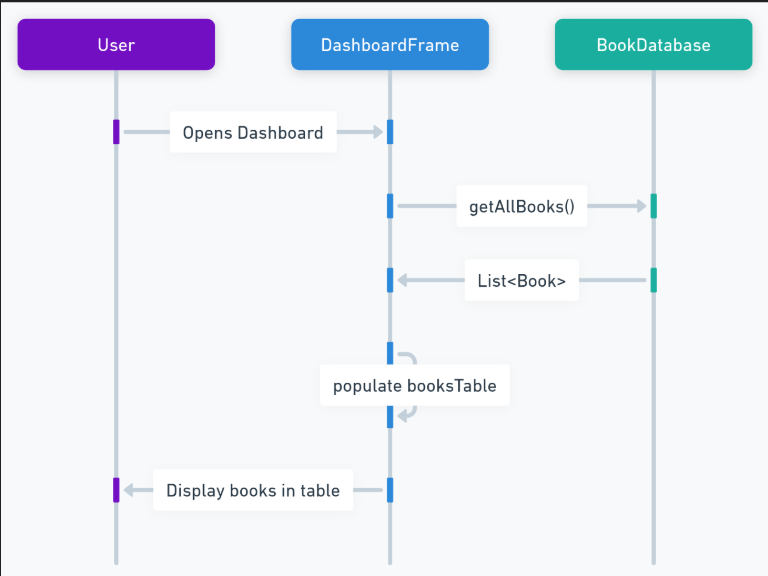 User
DashboardFrame
BookDatabase
Opens Dashboard
getAllBooks()
List<Book>
populate booksTable
Display books in table